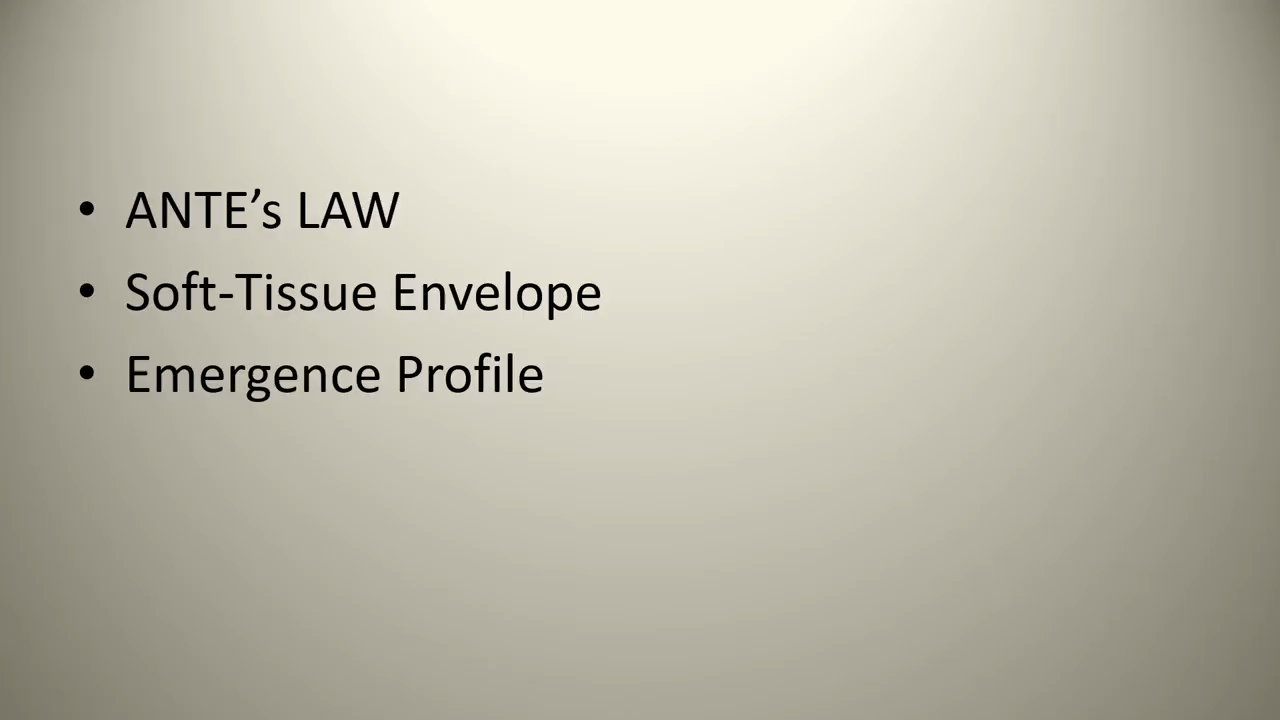 • ANTE’s LAW
• Soft-Tissue Envelope
• Emergence Profile